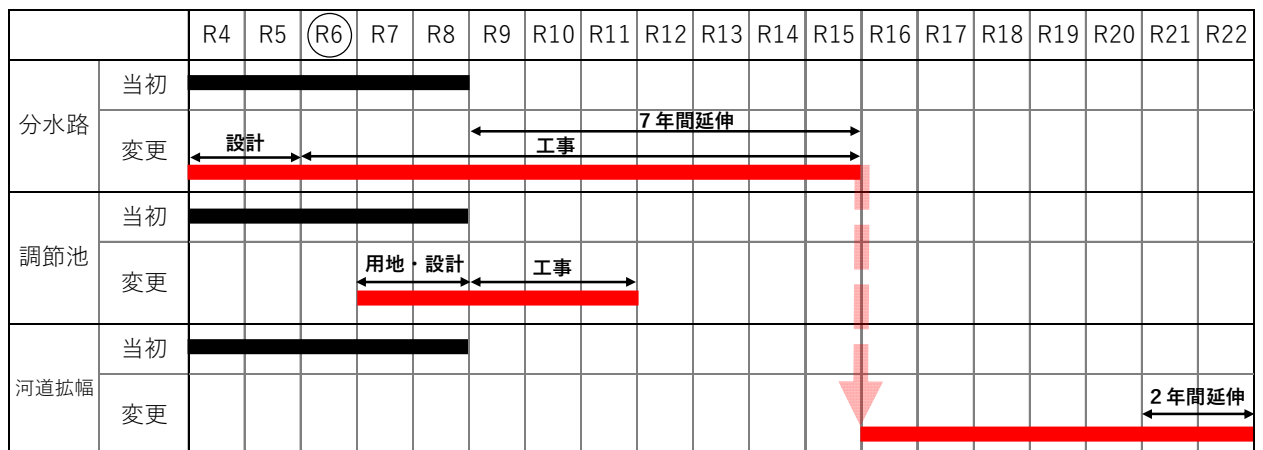 R4 R5 R6 R7 R8 R9 R10 R11 R12 R13 R14 R15 R16 R17 R18 R19 R20 R21 R22
分水路
当初
変更
7年間延伸
設計
工事
調節池
当初
変更
用地・設計
工事
河道拡幅
当初
変更
2年間延伸